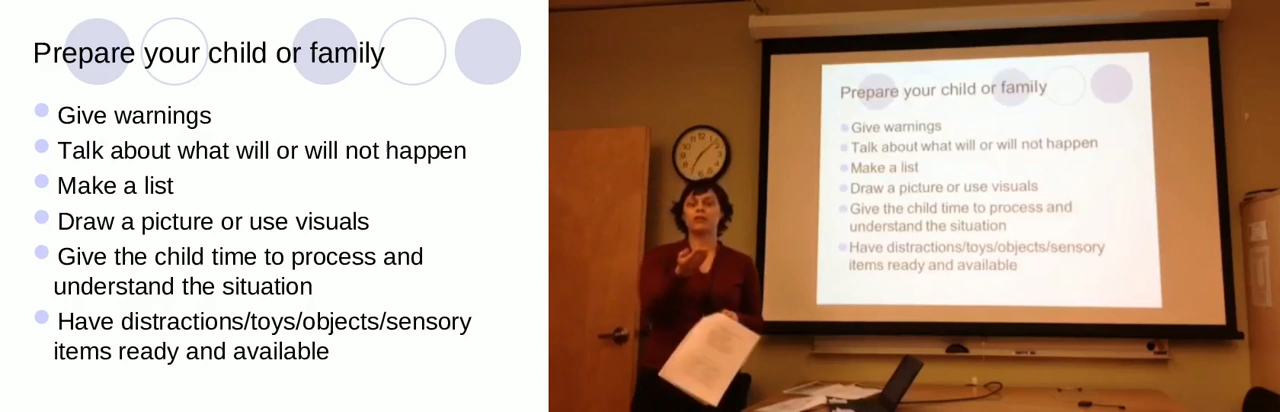 Prepare your child or family
Give warnings
Talk about what will or will not happen
Make a list
Draw a picture or use visuals
Give the child time to process and
understand the situation
Have distractions/toys/objects/sensory
items ready and available
Prepare your child or family
Give warnings
Talk about what will or will not happen
Make a list
Draw a picture or use visuals
Give the child time to process and
understand the situation
Have distractions/toys/objects/sensory
items ready and available